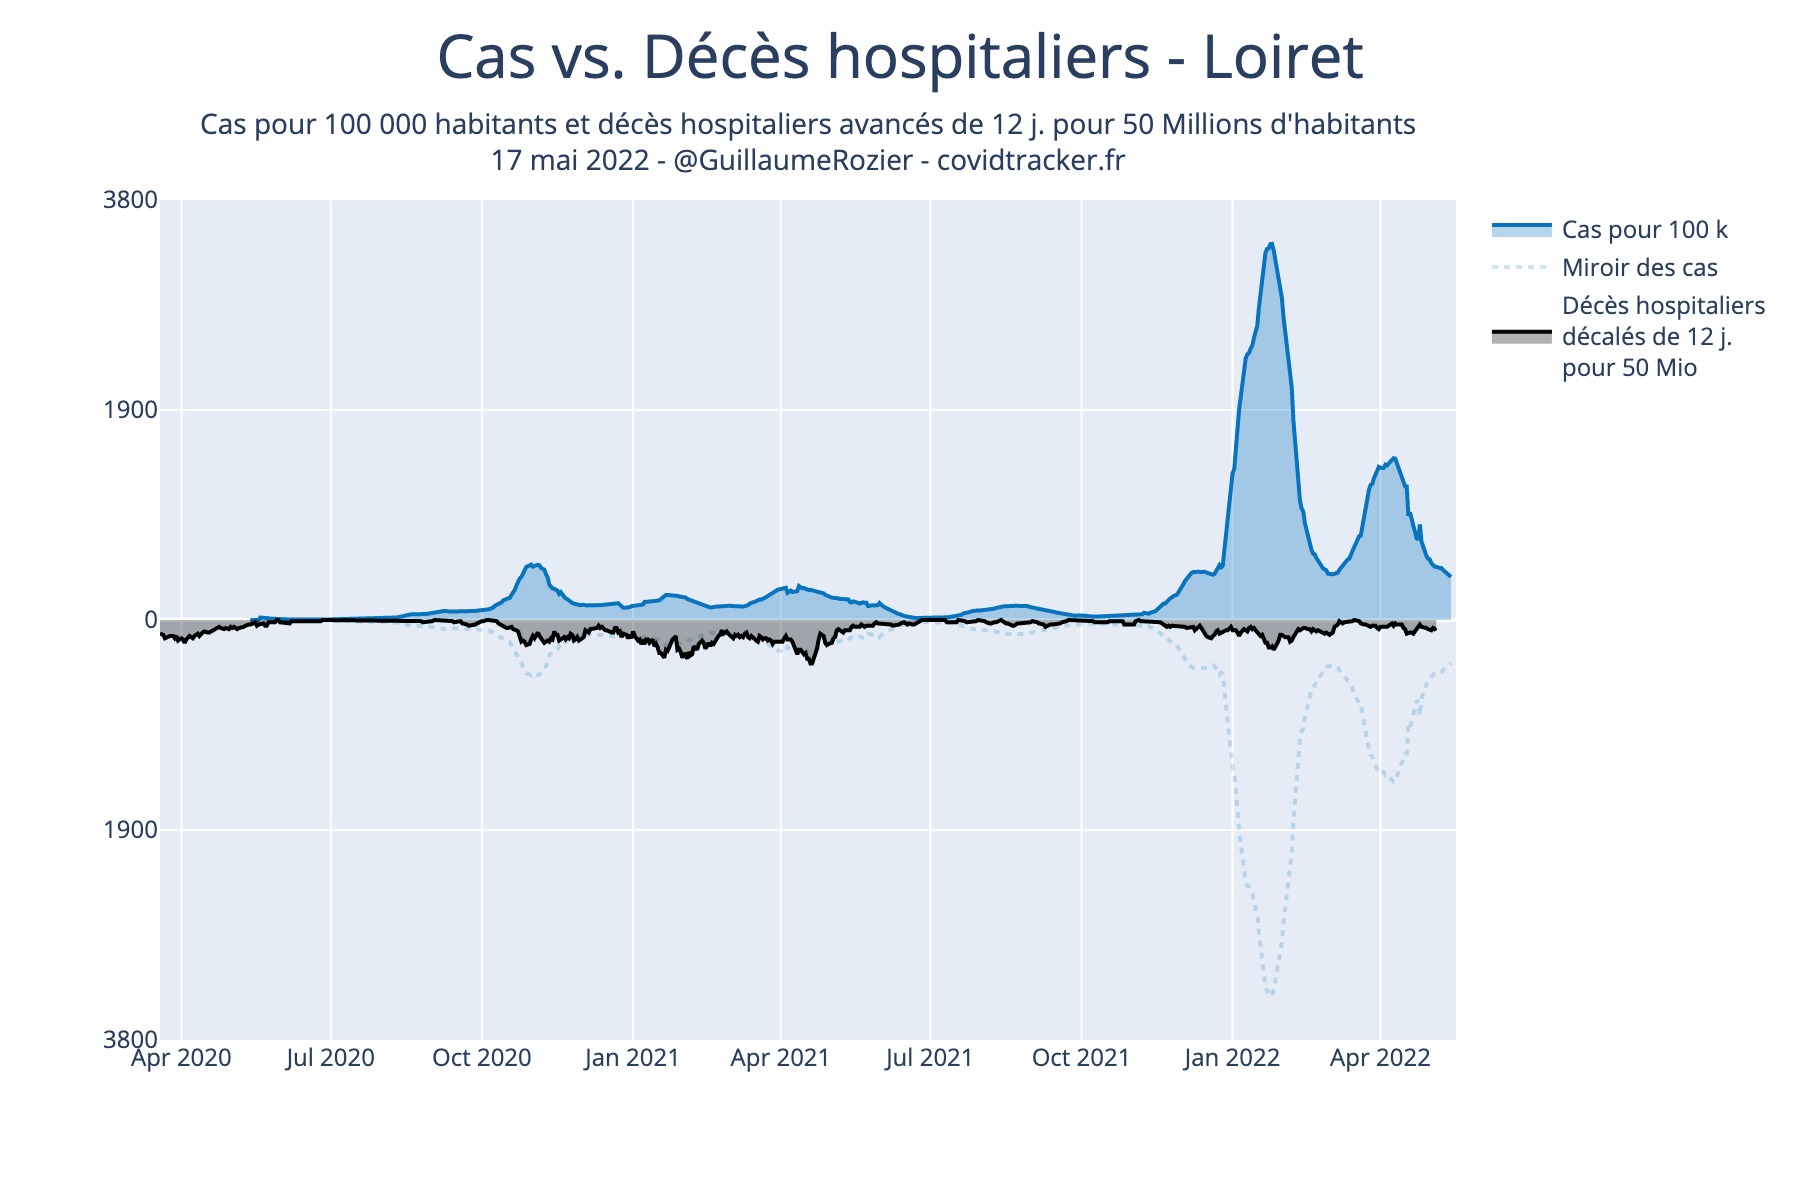 Cas vs. Décès hospitaliers - Loiret
Cas pour 100 000 habitants et décès hospitaliers avancés de 12 j. pour 50 Millions d'habitants
17 mai 2022 - @GuillaumeRozier - covidtracker.fr
3800
1900
0
1900
3800
Apr 2020
Jul 2020
Oct 2020
Jan 2021
Apr 2021
Jul 2021
Oct 2021
Jan 2022
Apr 2022
Cas pour 100 k
Miroir des cas
Décès hospitaliers
décalés de 12 j.
pour 50 Mio